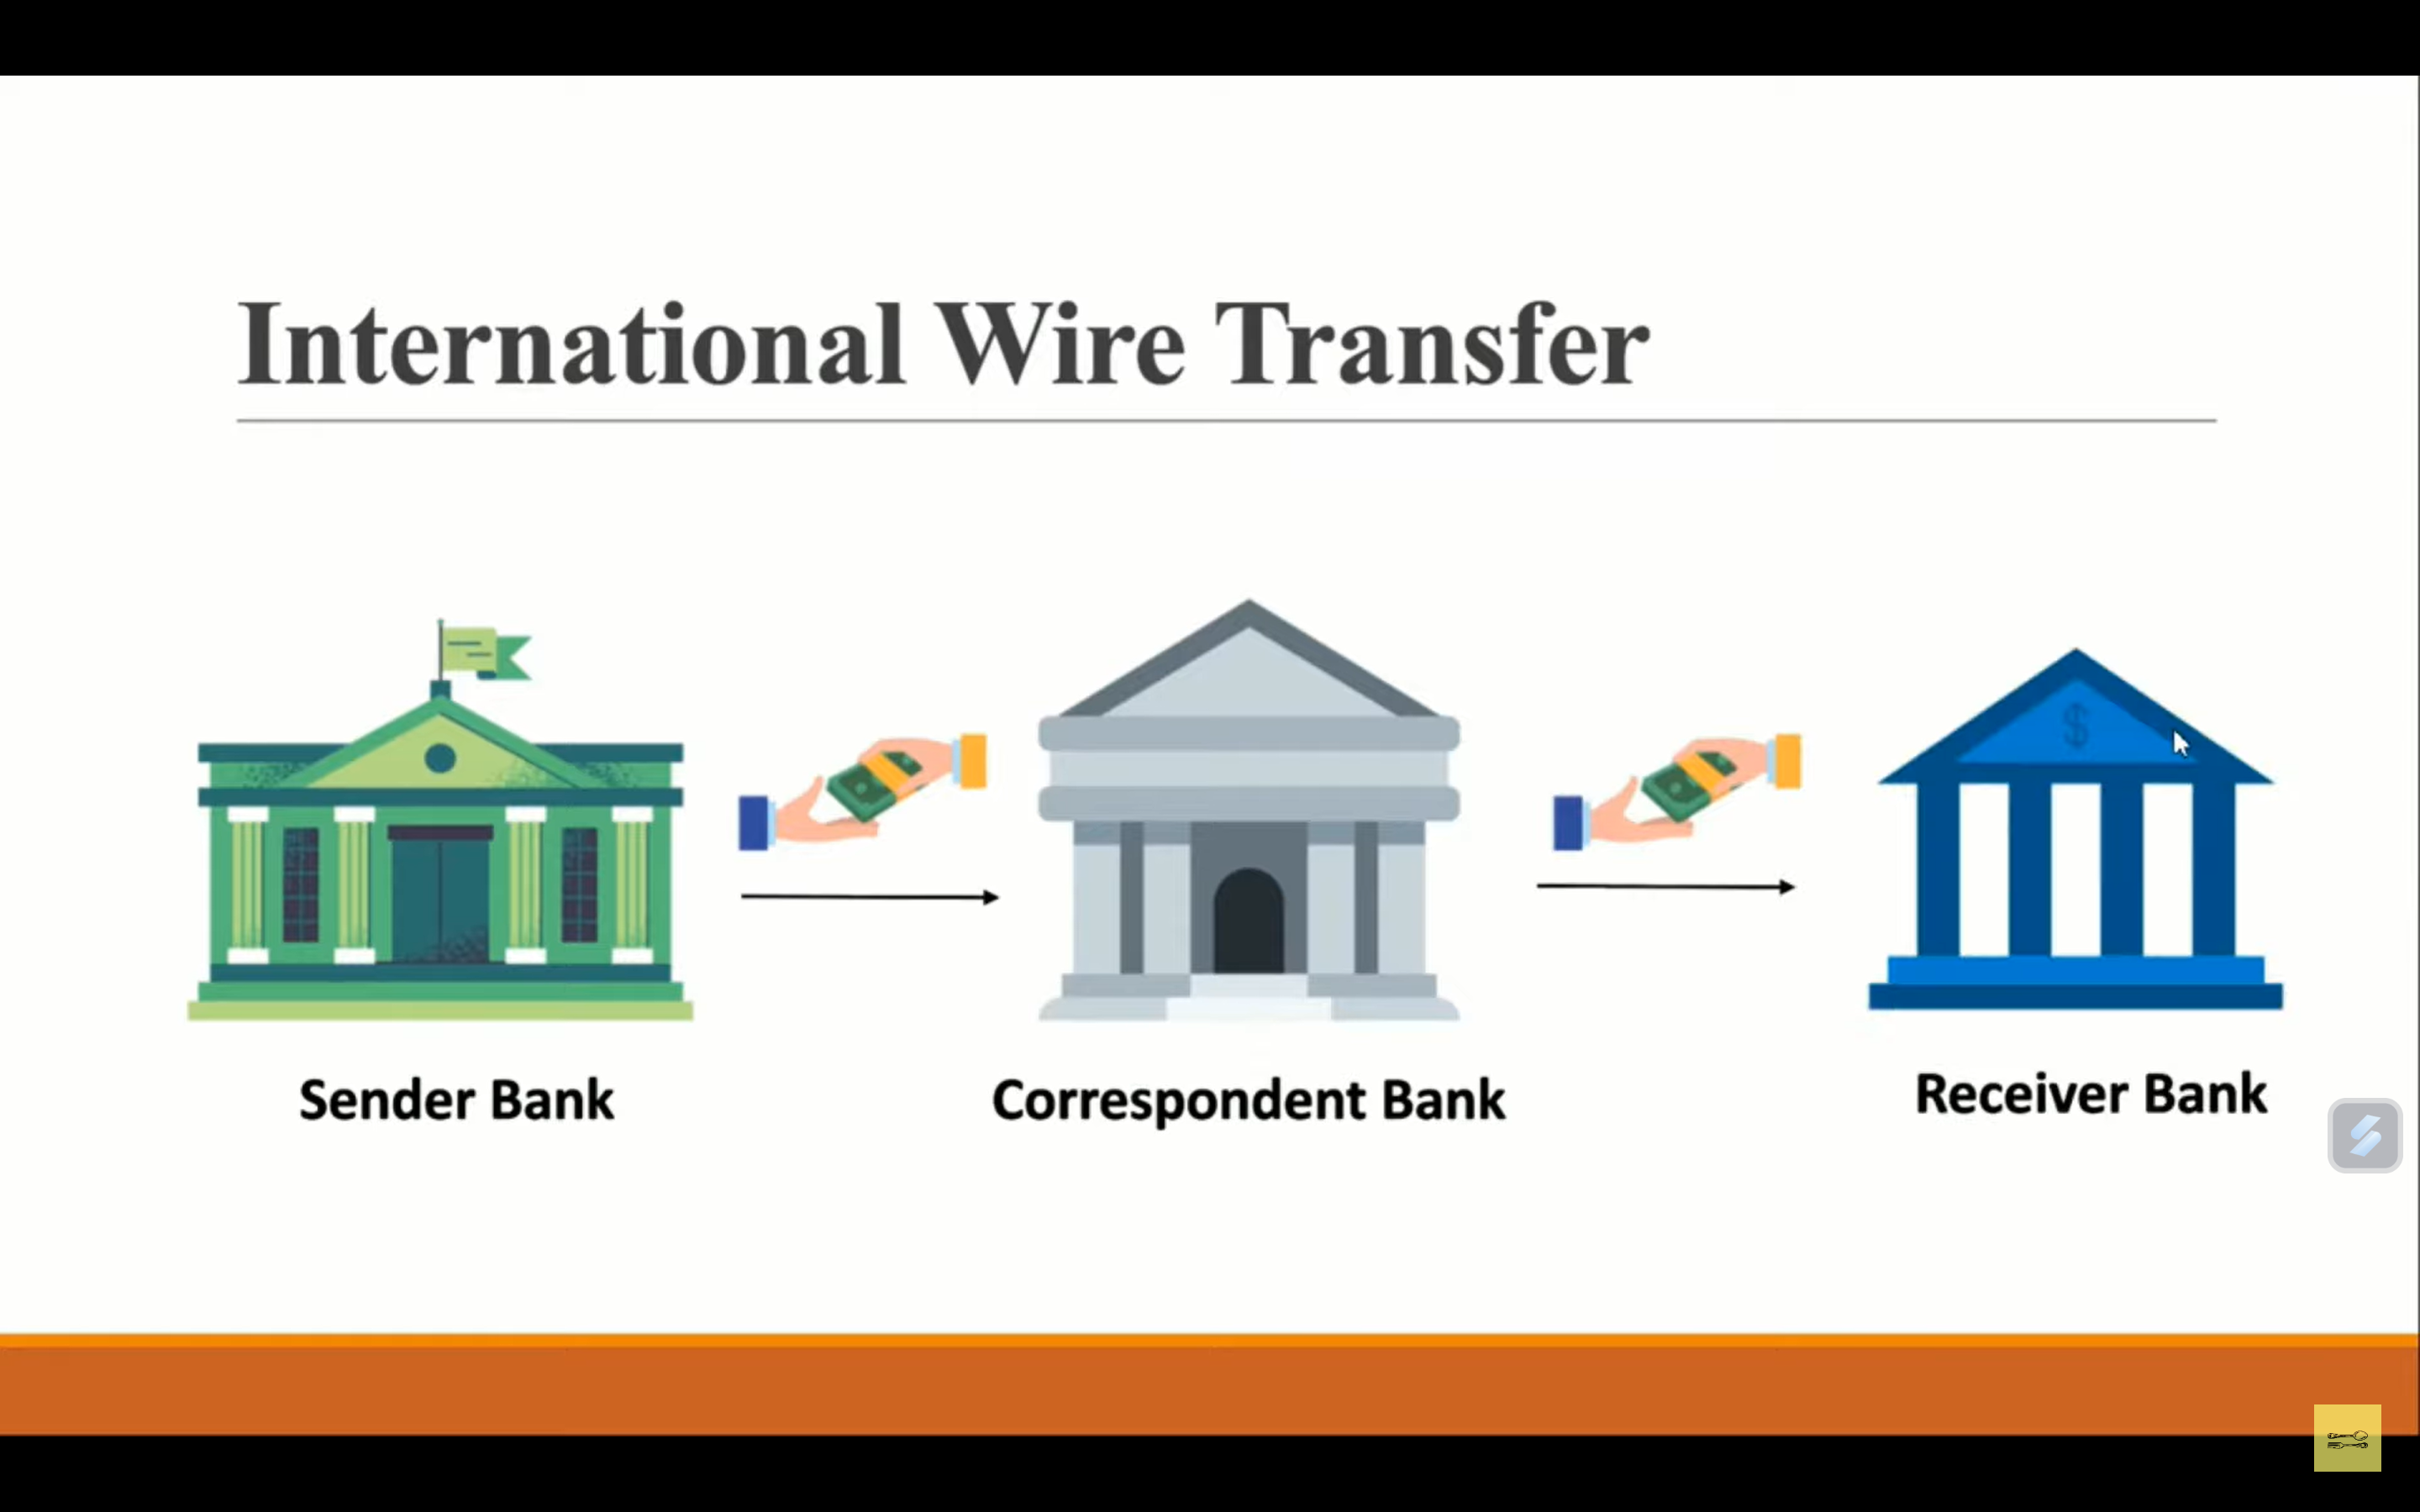 International Wire Transfer
$
Sender Bank
Correspondent Bank
Receiver Bank